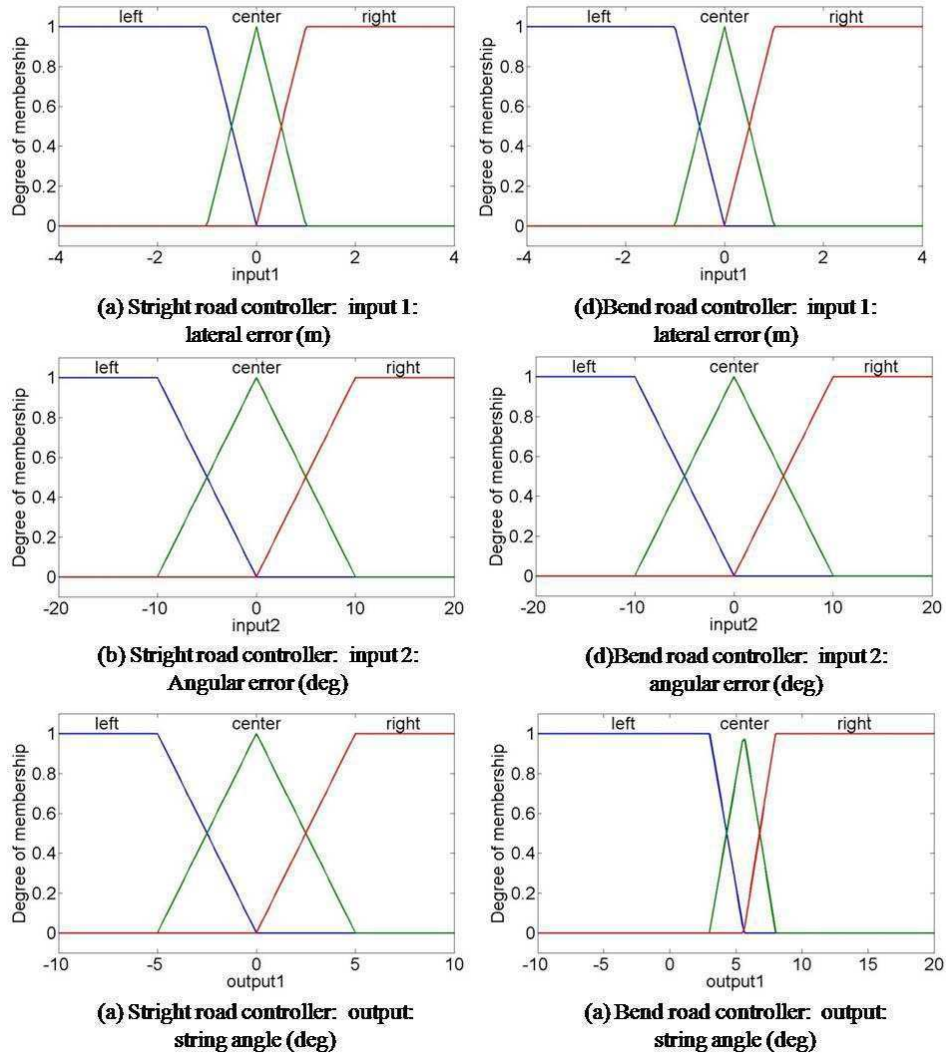 left center right
Degree of membership
1
0.8
0.6
0.4
0.2
0
-4 -2 0 2 4
input1
(a) Stright road controller: input 1:
lateral error (m)
left center right
Degree of membership
1
0.8
0.6
0.4
0.2
0
-4 -2 0 2 4
input1
(d)Bend road controller: input 1:
lateral error (m)
left center right
Degree of membership
1
0.8
0.6
0.4
0.2
0
-20 -10 0 10 20
input2
(b) Stright road controller: input 2:
Angular error (deg)
left center right
Degree of membership
1
0.8
0.6
0.4
0.2
0
-20 -10 0 10 20
input2
(d)Bend road controller: input 2:
angular error (deg)
left center right
Degree of membership
1
0.8
0.6
0.4
0.2
0
-10 -5 0 5 10
output1
(a) Stright road controller: output:
string angle (deg)
left center right
Degree of membership
1
0.8
0.6
0.4
0.2
0
-10 -5 0 5 10 15 20
output1
(a) Bend road controller: output:
string angle (deg)